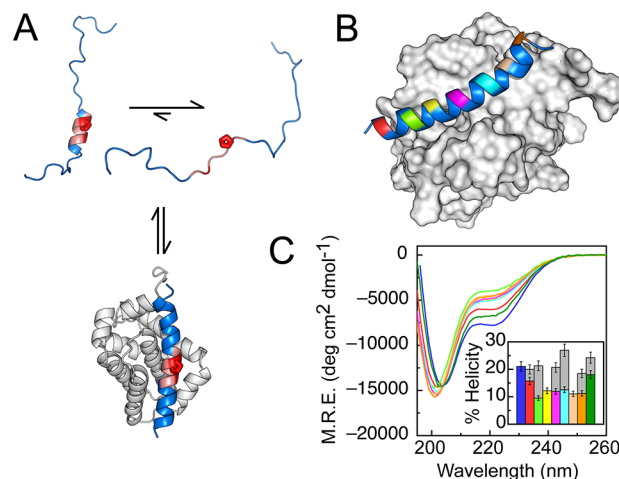 A
B
C
M.R.E. (deg cm2 dmol-1)
0
−5000
−10000
−15000
−20000
200
220
240
260
Wavelength (nm)
% Helicity
30
20
10
0